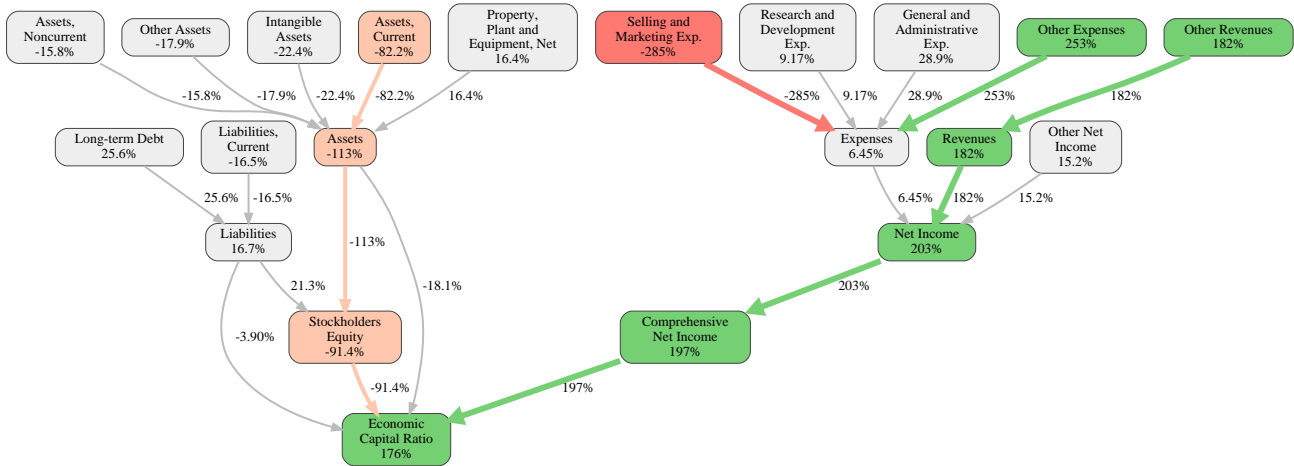 Assets,
Noncurrent
-15.8%
Other Assets
-17.9%
Intangible
Assets
-22.4%
Assets,
Current
-82.2%
Property,
Plant and
Equipment, Net
16.4%
Selling and
Marketing Exp.
-285%
Research and
Development
Exp.
9.17%
General and
Administrative
Exp.
28.9%
Other Expenses
253%
Other Revenues
182%
-15.8%
-17.9%
-22.4%
-82.2%
16.4%
-285%
9.17%
28.9%
253%
182%
Long-term Debt
25.6%
Liabilities,
Current
-16.5%
Assets
-113%
Expenses
6.45%
Revenues
182%
Other Net
Income
15.2%
25.6%
-16.5%
6.45%
182%
15.2%
Liabilities
16.7%
-113%
Net Income
203%
21.3%
-18.1%
203%
-3.90%
Stockholders
Equity
-91.4%
Comprehensive
Net Income
197%
-91.4%
197%
Economic
Capital Ratio
176%